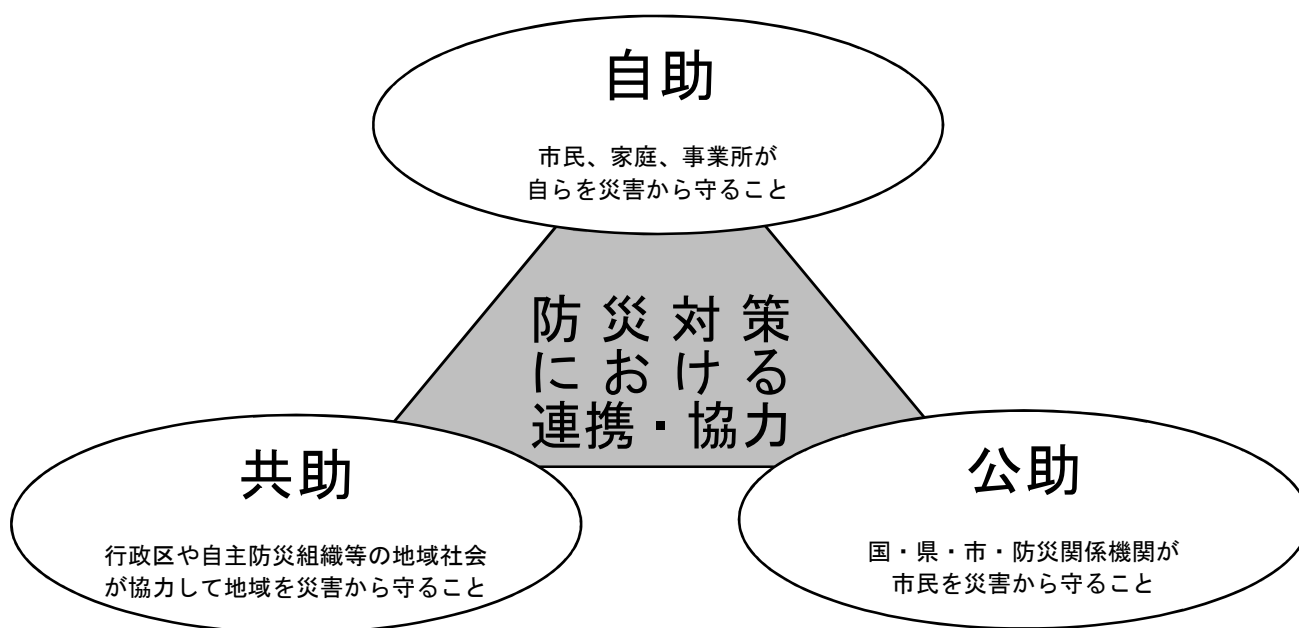 自助
市民、家庭、事業所が
自らを災害から守ること
防災対策
における
連携・協力
共助
行政区や自主防災組織等の地域社会
が協力して地域を災害から守ること
公助
国・県・市・防災関係機関が
市民を災害から守ること